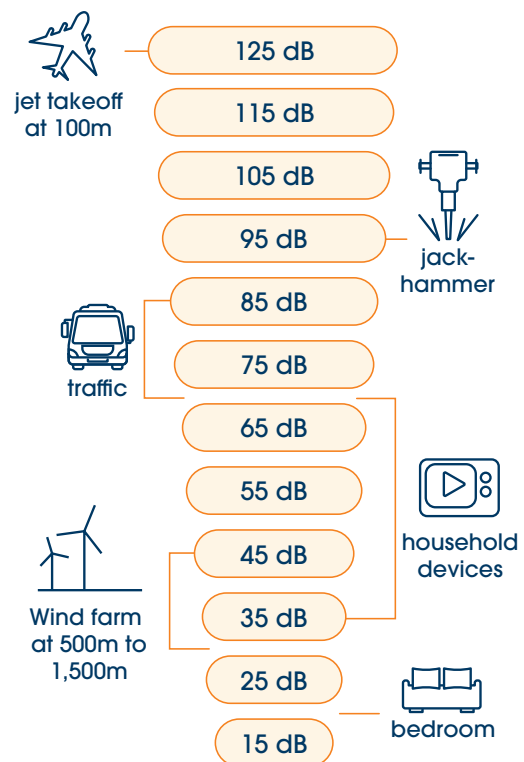 125 dB
jet takeoff
at 100m
115 dB
105 dB
95 dB
jack-
hammer
85 dB
75 dB
traffic
65 dB
55 dB
household
devices
45 dB
35 dB
Wind farm
at 500m to
1,500m
25 dB
bedroom
15 dB